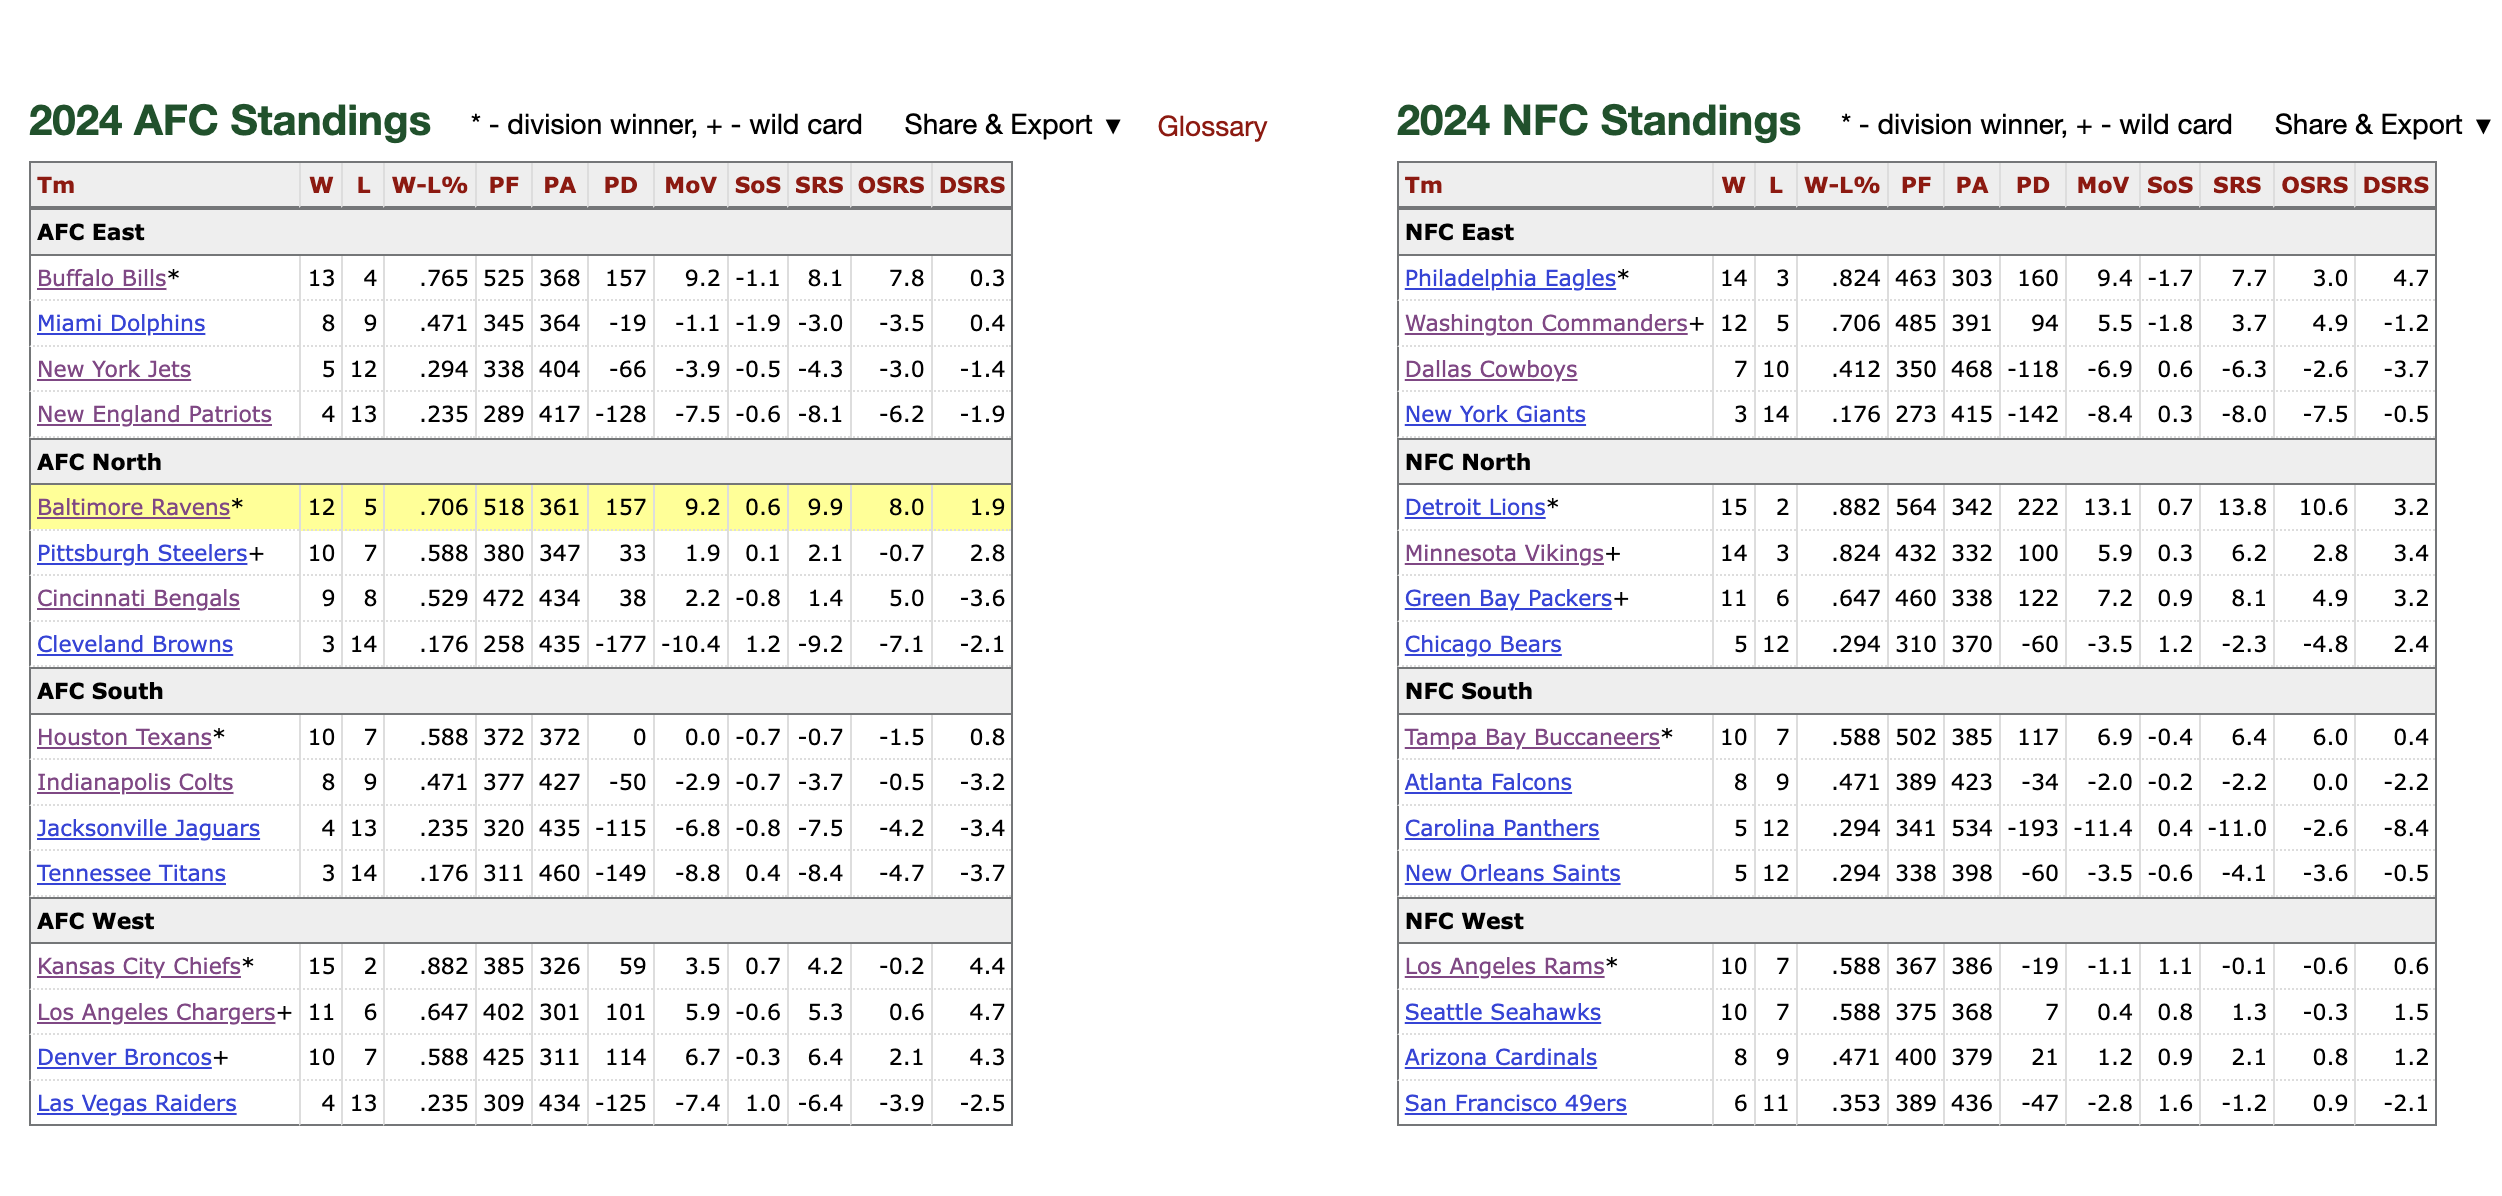 2024 AFC Standings * - division winner, + - wild card Share & Export ▼ Glossary
Tm W L W-L% PF PA PD MoV SoS SRS OSRS DSRS
AFC East
Buffalo Bills* 13 4 .765 525 368 157 9.2 -1.1 8.1 7.8 0.3
Miami Dolphins 8 9 .471 345 364 -19 -1.1 -1.9 -3.0 -3.5 0.4
New York Jets 5 12 .294 338 404 -66 -3.9 -0.5 -4.3 -3.0 -1.4
New England Patriots 4 13 .235 289 417 -128 -7.5 -0.6 -8.1 -6.2 -1.9
AFC North
Baltimore Ravens* 12 5 .706 518 361 157 9.2 0.6 9.9 8.0 1.9
Pittsburgh Steelers+ 10 7 .588 380 347 33 1.9 0.1 2.1 -0.7 2.8
Cincinnati Bengals 9 8 .529 472 434 38 2.2 -0.8 1.4 5.0 -3.6
Cleveland Browns 3 14 .176 258 435 -177 -10.4 1.2 -9.2 -7.1 -2.1
AFC South
Houston Texans* 10 7 .588 372 372 0 0.0 -0.7 -0.7 -1.5 0.8
Indianapolis Colts 8 9 .471 377 427 -50 -2.9 -0.7 -3.7 -0.5 -3.2
Jacksonville Jaguars 4 13 .235 320 435 -115 -6.8 -0.8 -7.5 -4.2 -3.4
Tennessee Titans 3 14 .176 311 460 -149 -8.8 0.4 -8.4 -4.7 -3.7
AFC West
Kansas City Chiefs* 15 2 .882 385 326 59 3.5 0.7 4.2 -0.2 4.4
Los Angeles Chargers+ 11 6 .647 402 301 101 5.9 -0.6 5.3 0.6 4.7
Denver Broncos+ 10 7 .588 425 311 114 6.7 -0.3 6.4 2.1 4.3
Las Vegas Raiders 4 13 .235 309 434 -125 -7.4 1.0 -6.4 -3.9 -2.5
2024 NFC Standings * - division winner, + - wild card Share & Export ▼
Tm W L W-L% PF PA PD MoV SoS SRS OSRS DSRS
NFC East
Philadelphia Eagles* 14 3 .824 463 303 160 9.4 -1.7 7.7 3.0 4.7
Washington Commanders+ 12 5 .706 485 391 94 5.5 -1.8 3.7 4.9 -1.2
Dallas Cowboys 7 10 .412 350 468 -118 -6.9 0.6 -6.3 -2.6 -3.7
New York Giants 3 14 .176 273 415 -142 -8.4 0.3 -8.0 -7.5 -0.5
NFC North
Detroit Lions* 15 2 .882 564 342 222 13.1 0.7 13.8 10.6 3.2
Minnesota Vikings+ 14 3 .824 432 332 100 5.9 0.3 6.2 2.8 3.4
Green Bay Packers+ 11 6 .647 460 338 122 7.2 0.9 8.1 4.9 3.2
Chicago Bears 5 12 .294 310 370 -60 -3.5 1.2 -2.3 -4.8 2.4
NFC South
Tampa Bay Buccaneers* 10 7 .588 502 385 117 6.9 -0.4 6.4 6.0 0.4
Atlanta Falcons 8 9 .471 389 423 -34 -2.0 -0.2 -2.2 0.0 -2.2
Carolina Panthers 5 12 .294 341 534 -193 -11.4 0.4 -11.0 -2.6 -8.4
New Orleans Saints 5 12 .294 338 398 -60 -3.5 -0.6 -4.1 -3.6 -0.5
NFC West
Los Angeles Rams* 10 7 .588 367 386 -19 -1.1 1.1 -0.1 -0.6 0.6
Seattle Seahawks 10 7 .588 375 368 7 0.4 0.8 1.3 -0.3 1.5
Arizona Cardinals 8 9 .471 400 379 21 1.2 0.9 2.1 0.8 1.2
San Francisco 49ers 6 11 .353 389 436 -47 -2.8 1.6 -1.2 0.9 -2.1